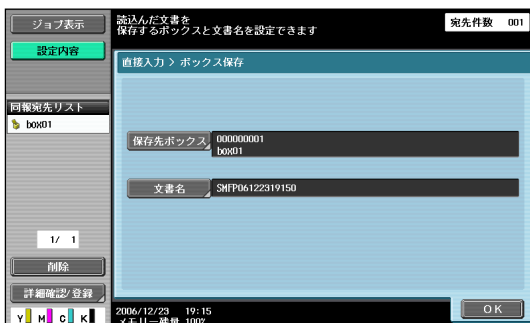 ジョブ表示
設定内容
読込んだ文書を
保存するボックスと文書名を設定できます
宛先件数 001
直接入力 > ボックス保存
同報宛先リスト
box01
保存先ボックス 000000001
box01
文書名 SMFP06122319150
1/ 1
削除
詳細確認/登録
Y M C K
2006/12/23 19:15
メモリー残量 100%
OK